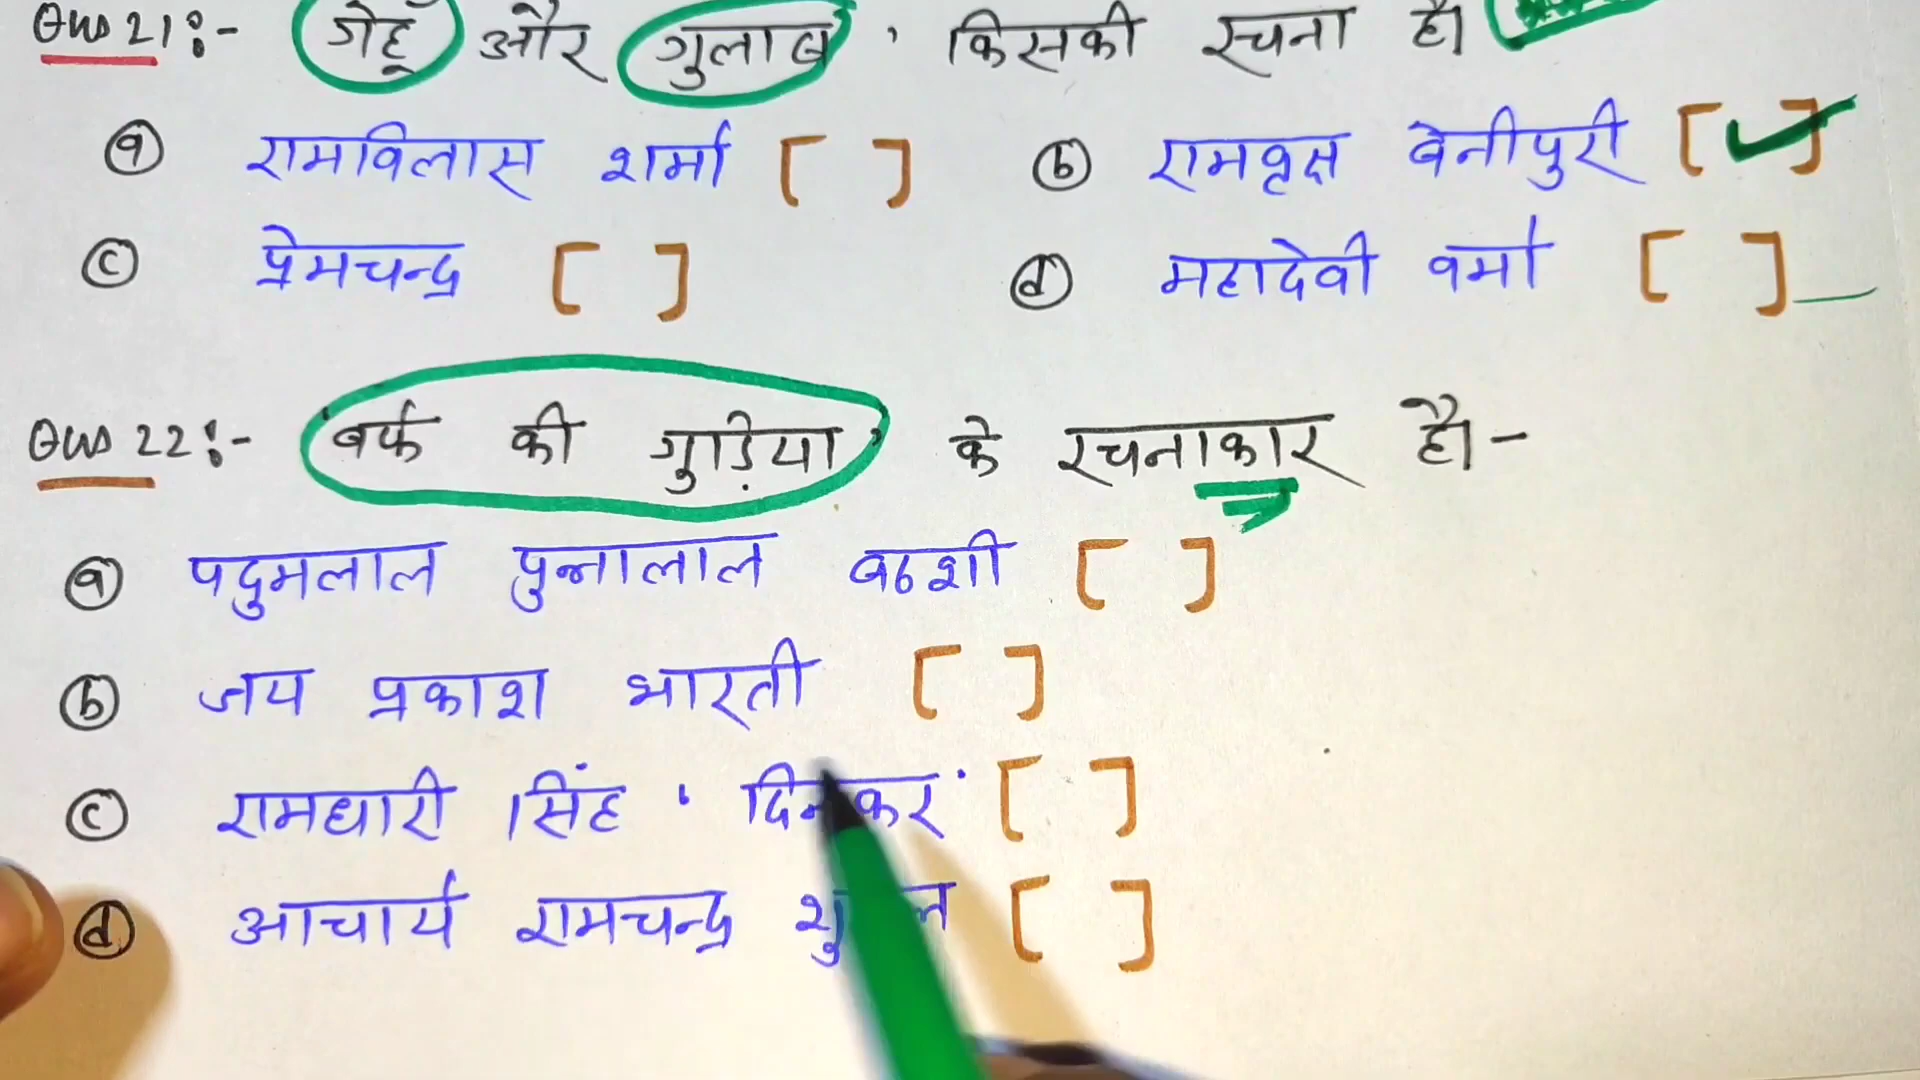 Qus 21:- गेहूँ और गुलाब' किसकी रचना है।
(a) रामविलास शर्मा [ ] (b) रामवृक्ष बेनीपुरी [✓]
(c) प्रेमचन्द्र [ ] (d) महादेवी वर्मा [ ]
Qus 22:- बर्फ की गुड़िया' के रचनाकार है।-
(a) पदुमलाल पुन्नालाल बख्शी [ ]
(b) जय प्रकाश भारती [ ]
(c) रामधारी सिंह 'दिनकर' [ ]
(d) आचार्य रामचन्द्र [ ]